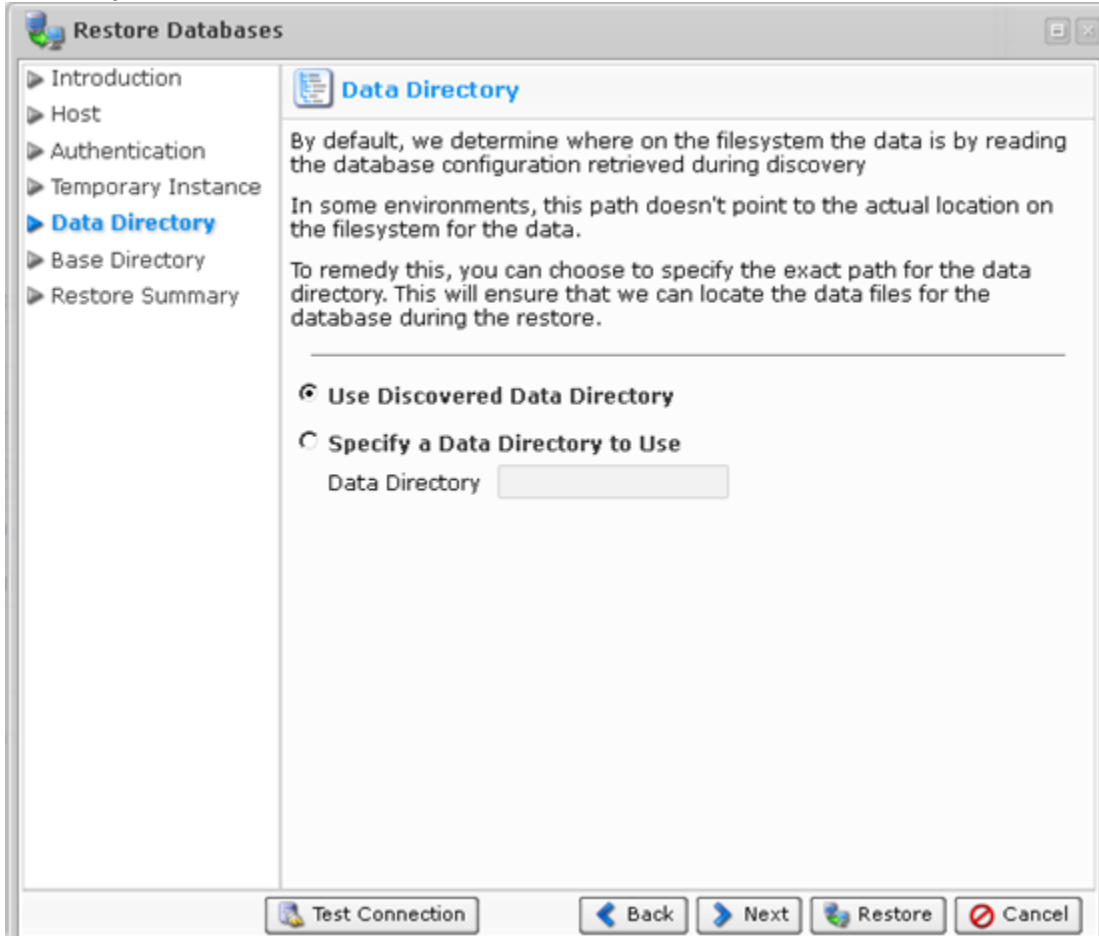 Restore Databases
Introduction
Host
Authentication
Temporary Instance
Data Directory
Base Directory
Restore Summary
Data Directory
By default, we determine where on the filesystem the data is by reading
the database configuration retrieved during discovery
In some environments, this path doesn't point to the actual location on
the filesystem for the data.
To remedy this, you can choose to specify the exact path for the data
directory. This will ensure that we can locate the data files for the
database during the restore.
Use Discovered Data Directory
Specify a Data Directory to Use
Data Directory
Test Connection Back Next Restore Cancel